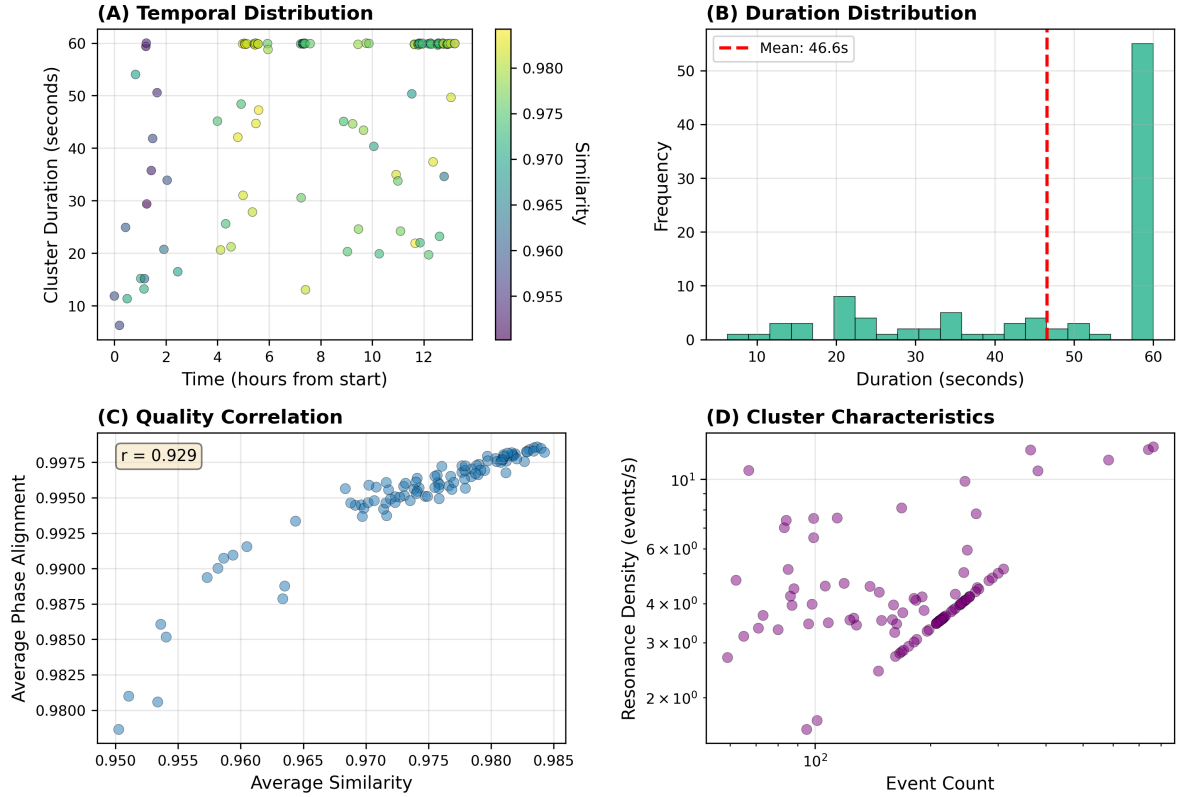 (A) Temporal Distribution
Cluster Duration (seconds)
60
50
40
30
20
10
0
2
4
6
8
10
12
Time (hours from start)
0.980
0.975
0.970
0.965
0.960
0.955
Similarity
(B) Duration Distribution
Mean: 46.6s
Frequency
50
40
30
20
10
0
10
20
30
40
50
60
Duration (seconds)
(C) Quality Correlation
r = 0.929
Average Phase Alignment
0.9975
0.9950
0.9925
0.9900
0.9875
0.9850
0.9825
0.9800
0.950
0.955
0.960
0.965
0.970
0.975
0.980
0.985
Average Similarity
(D) Cluster Characteristics
Resonance Density (events/s)
10¹
6 × 10⁰
4 × 10⁰
3 × 10⁰
2 × 10⁰
10²
Event Count